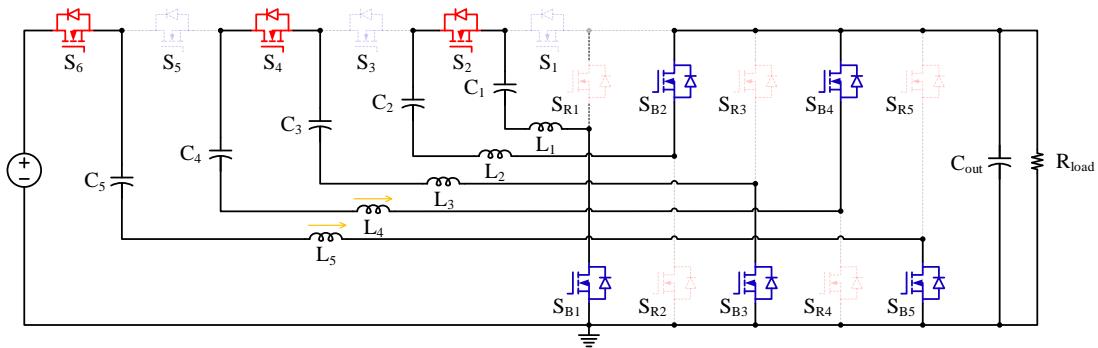 S6 S5 S4 S3 S2 S1
C1
SR1 SB2 SR3 SB4 SR5
C2
C3
L1
C4
Cout Rload
L2
C5
L3
L4
L5
SB1 SR2 SB3 SR4 SB5